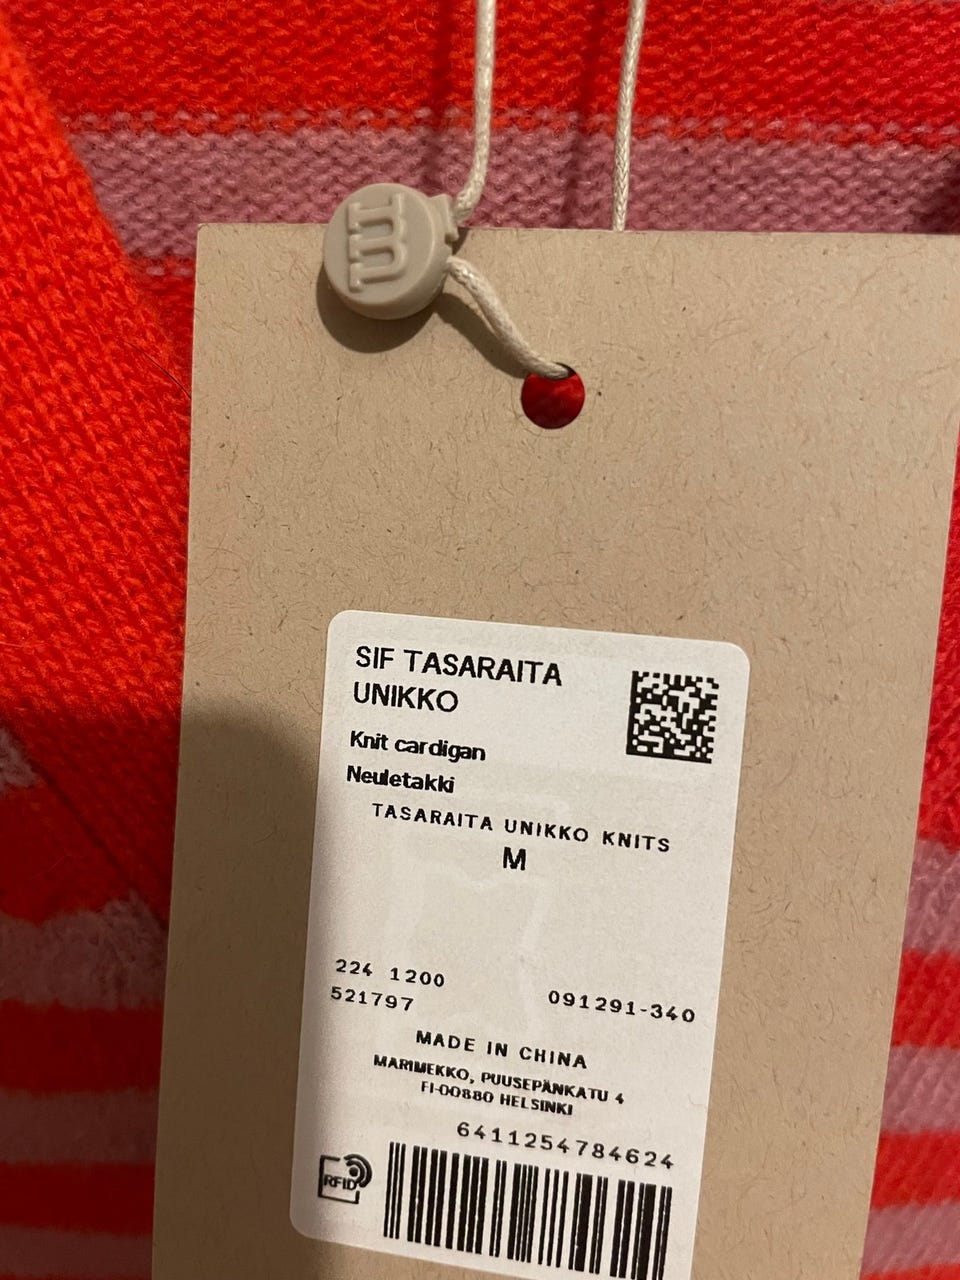 SIF TASARAITA
UNIKKO
Knit cardigan
Neuletakki
TASARAITA UNIKKO KNITS
M
224 1200
521797
091291-340
MADE IN CHINA
MARIMEKKO, PUUSEPÄNKATU 4
FI-00880 HELSINKI
6411254784624
RFID